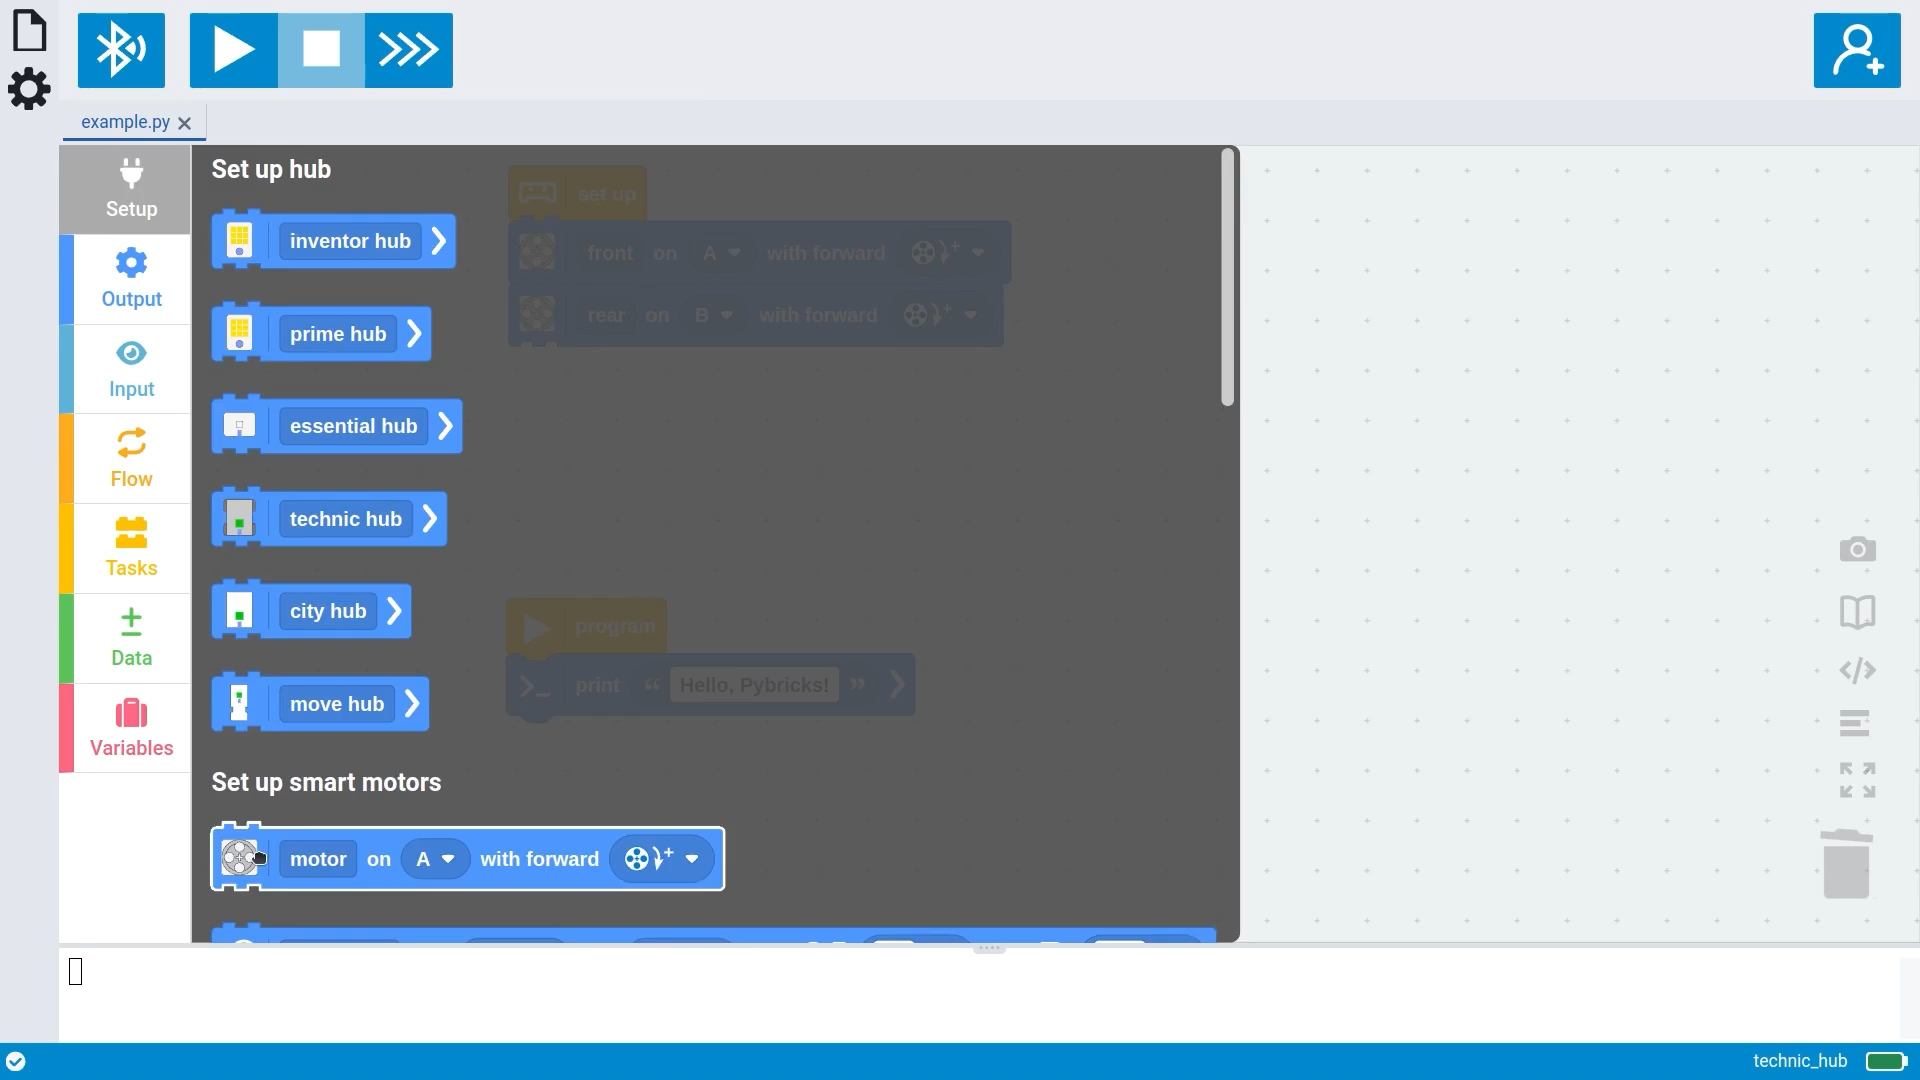 example.py
Setup
Output
Input
Flow
Tasks
Data
Variables
Set up hub
inventor hub
prime hub
essential hub
technic hub
city hub
move hub
Set up smart motors
motor on A with forward +
set up
front on A with forward +
rear on B with forward +
program
print “ Hello, Pybricks! ”
technic_hub